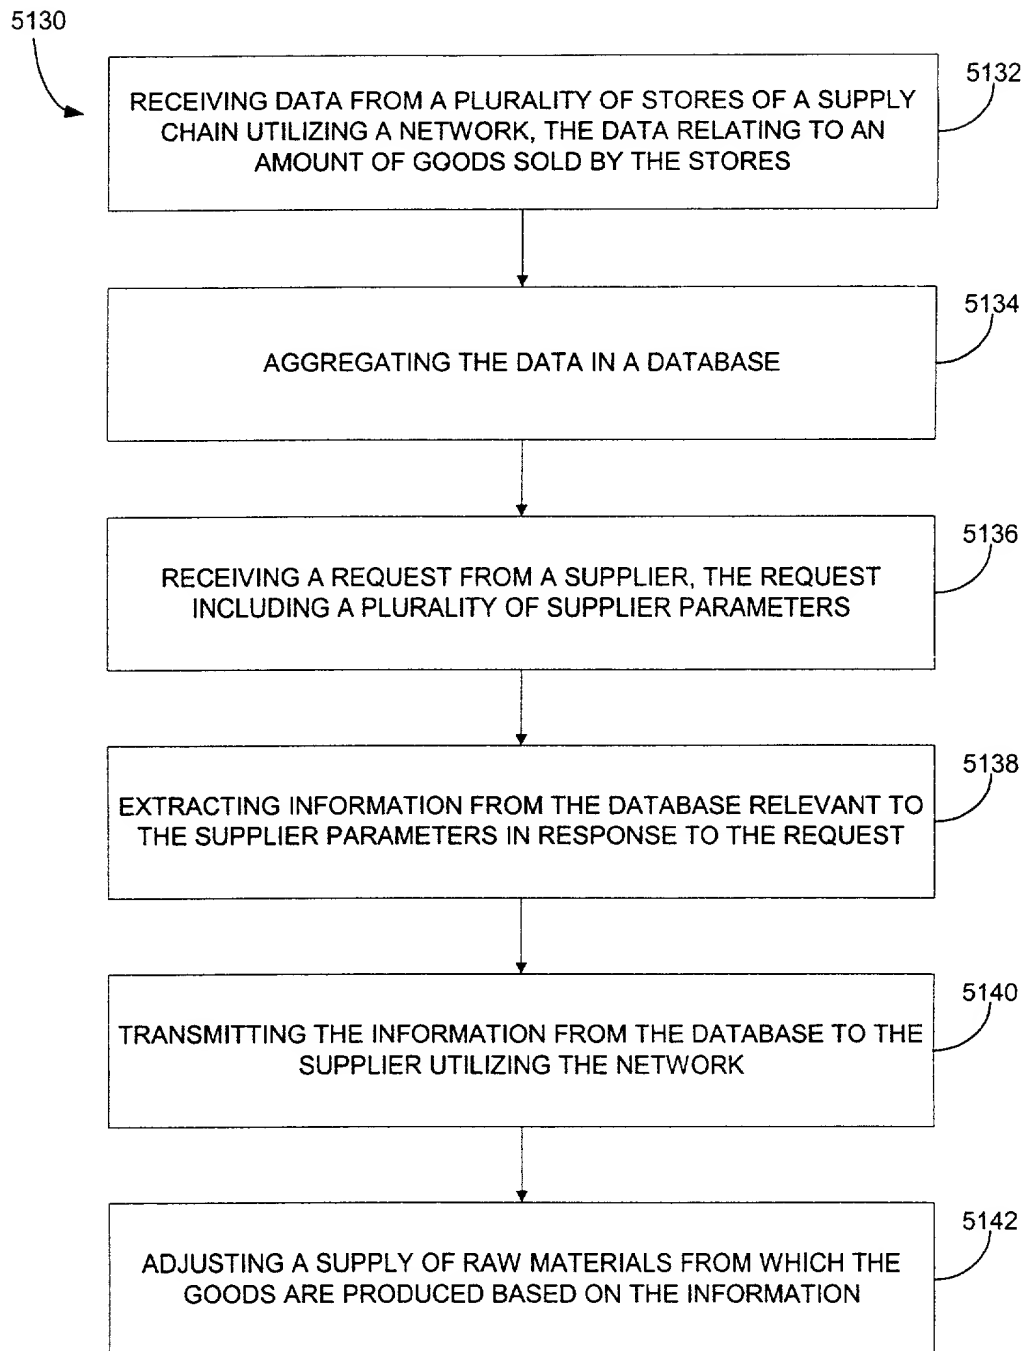 5130
5132
RECEIVING DATA FROM A PLURALITY OF STORES OF A SUPPLY
CHAIN UTILIZING A NETWORK, THE DATA RELATING TO AN
AMOUNT OF GOODS SOLD BY THE STORES
5134
AGGREGATING THE DATA IN A DATABASE
5136
RECEIVING A REQUEST FROM A SUPPLIER, THE REQUEST
INCLUDING A PLURALITY OF SUPPLIER PARAMETERS
5138
EXTRACTING INFORMATION FROM THE DATABASE RELEVANT TO
THE SUPPLIER PARAMETERS IN RESPONSE TO THE REQUEST
5140
TRANSMITTING THE INFORMATION FROM THE DATABASE TO THE
SUPPLIER UTILIZING THE NETWORK
5142
ADJUSTING A SUPPLY OF RAW MATERIALS FROM WHICH THE
GOODS ARE PRODUCED BASED ON THE INFORMATION